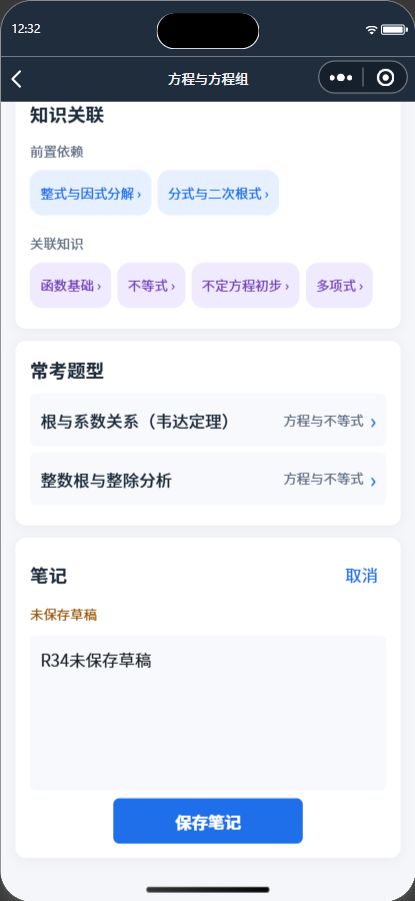 12:32
方程与方程组
知识关联
前置依赖
整式与因式分解 › 分式与二次根式 ›
关联知识
函数基础 › 不等式 › 不定方程初步 › 多项式 ›
常考题型
根与系数关系（韦达定理） 方程与不等式 ›
整数根与整除分析 方程与不等式 ›
笔记 取消
未保存草稿
R34未保存草稿
保存笔记